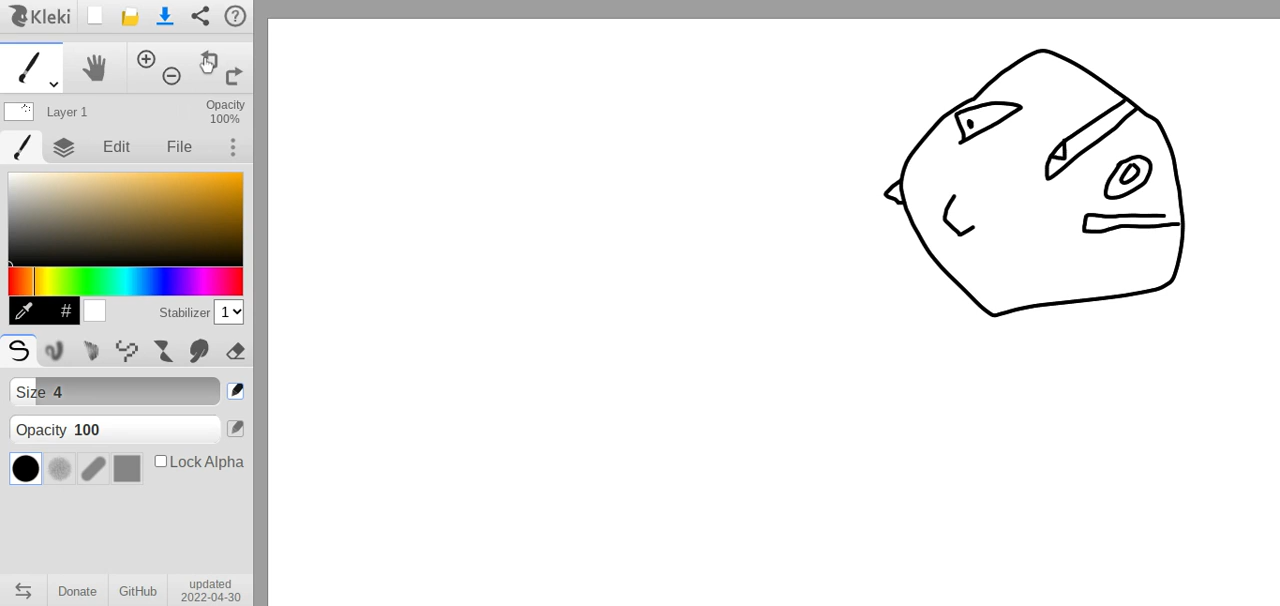 Kleki
Layer 1
Opacity
100%
Edit
File
#
Stabilizer 1
Size 4
Opacity 100
Lock Alpha
Donate
GitHub
updated
2022-04-30